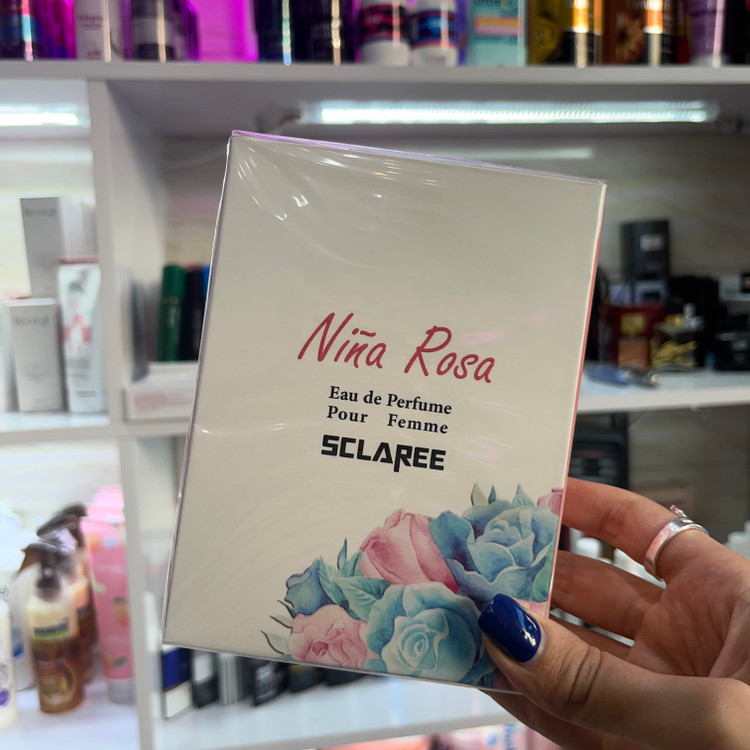 Niña Rosa
Eau de Perfume
Pour Femme
SCLAREE